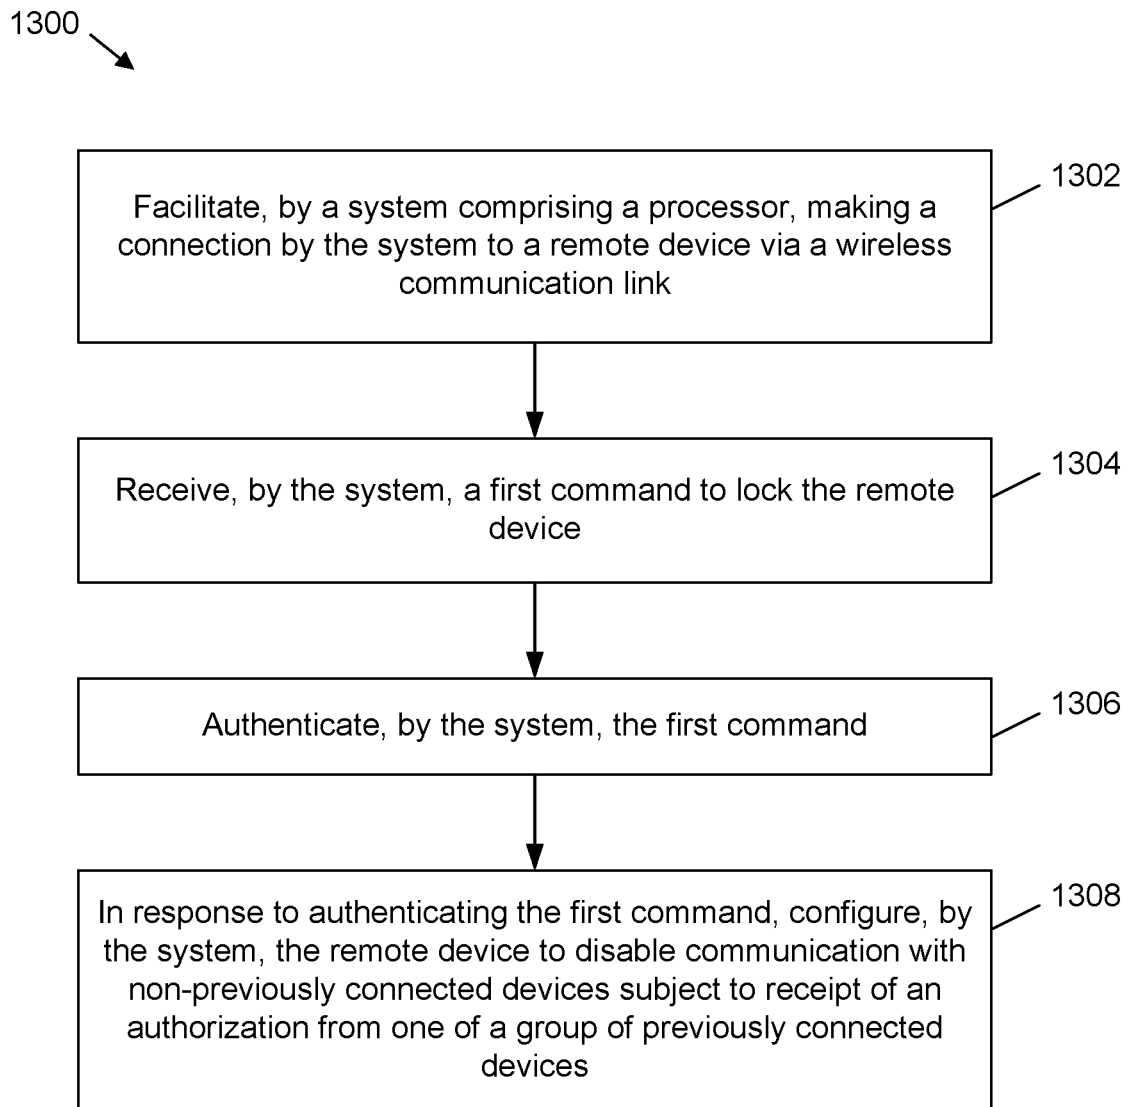 1300
1302
Facilitate, by a system comprising a processor, making a
connection by the system to a remote device via a wireless
communication link
1304
Receive, by the system, a first command to lock the remote
device
1306
Authenticate, by the system, the first command
1308
In response to authenticating the first command, configure, by
the system, the remote device to disable communication with
non-previously connected devices subject to receipt of an
authorization from one of a group of previously connected
devices